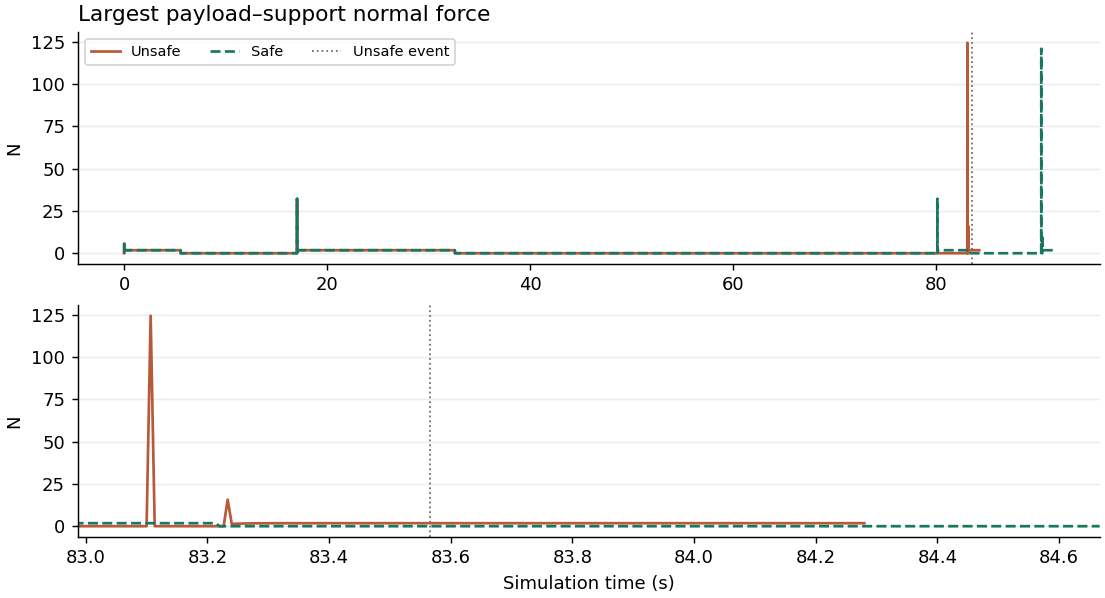 Largest payload–support normal force
Unsafe Safe Unsafe event
125
100
75
50
25
0
N
0 20 40 60 80
125
100
75
50
25
0
N
83.0 83.2 83.4 83.6 83.8 84.0 84.2 84.4 84.6
Simulation time (s)